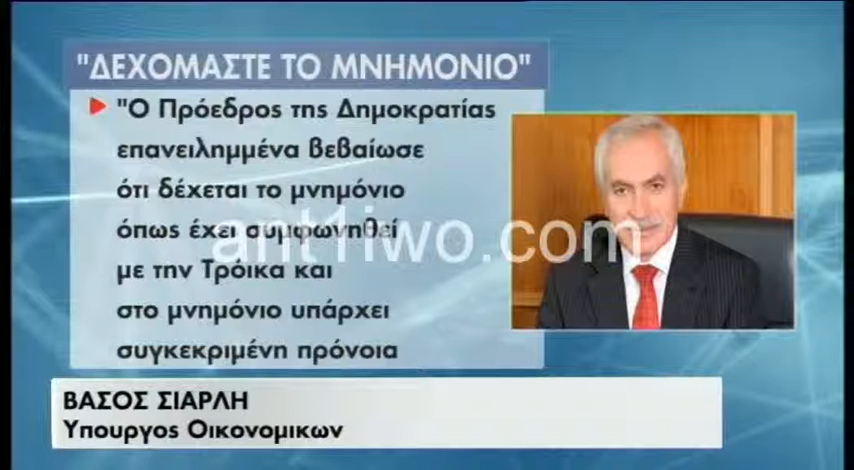 "ΔΕΧΟΜΑΣΤΕ ΤΟ ΜΝΗΜΟΝΙΟ"
"Ο Πρόεδρος της Δημοκρατίας
επανειλημμένα βεβαίωσε
ότι δέχεται το μνημόνιο
όπως έχει συμφωνηθεί
με την Τρόικα και
στο μνημόνιο υπάρχει
συγκεκριμένη πρόνοια
ant1iwo.com
ΒΑΣΟΣ ΣΙΑΡΛΗ
Υπουργος Οικονομικων